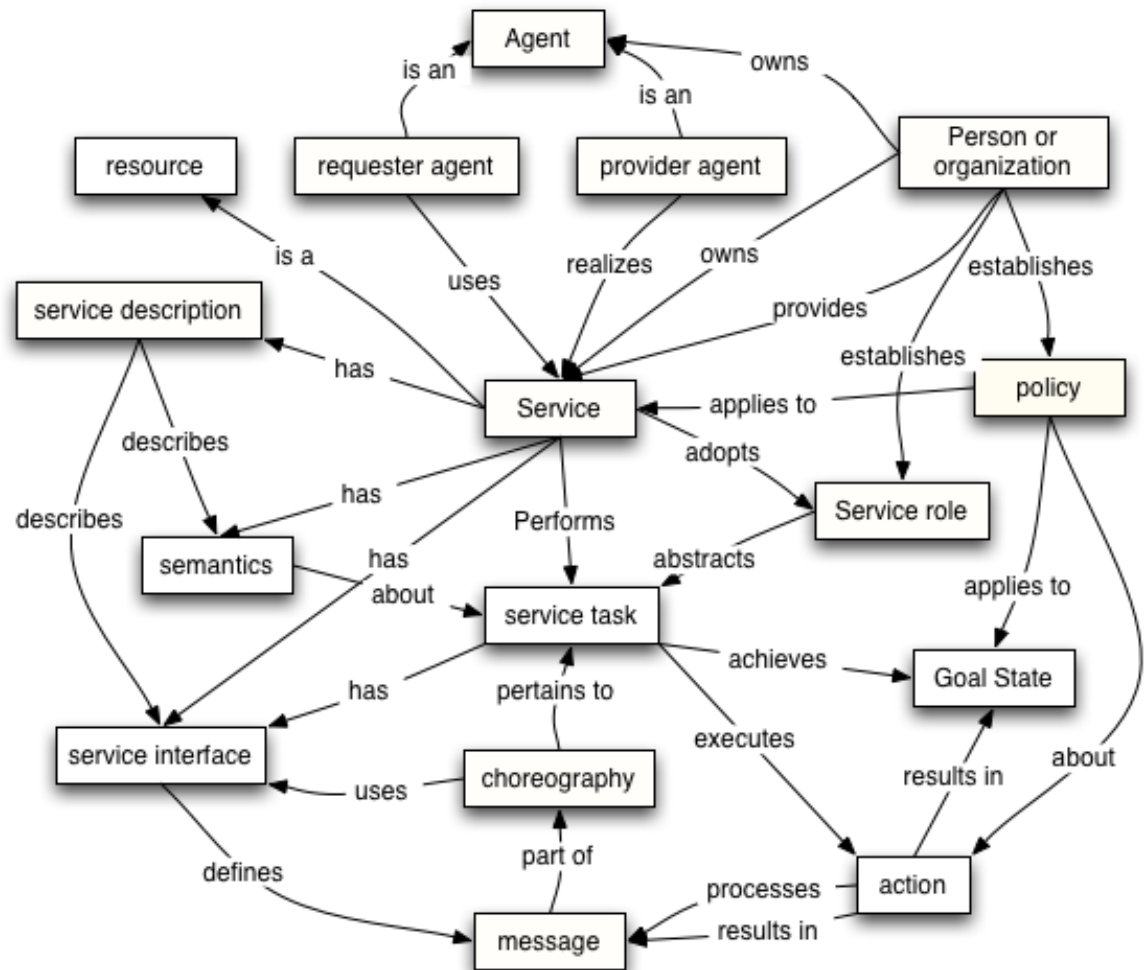 Agent
is an
owns
is an
resource
requester agent
provider agent
Person or
organization
is a
uses
realizes
owns
establishes
service description
provides
has
establishes
Service
applies to
policy
describes
adopts
has
describes
Performs
Service role
semantics
has
about
abstracts
applies to
service task
achieves
Goal State
has
pertains to
executes
service interface
choreography
results in
about
uses
part of
defines
processes
action
message
results in